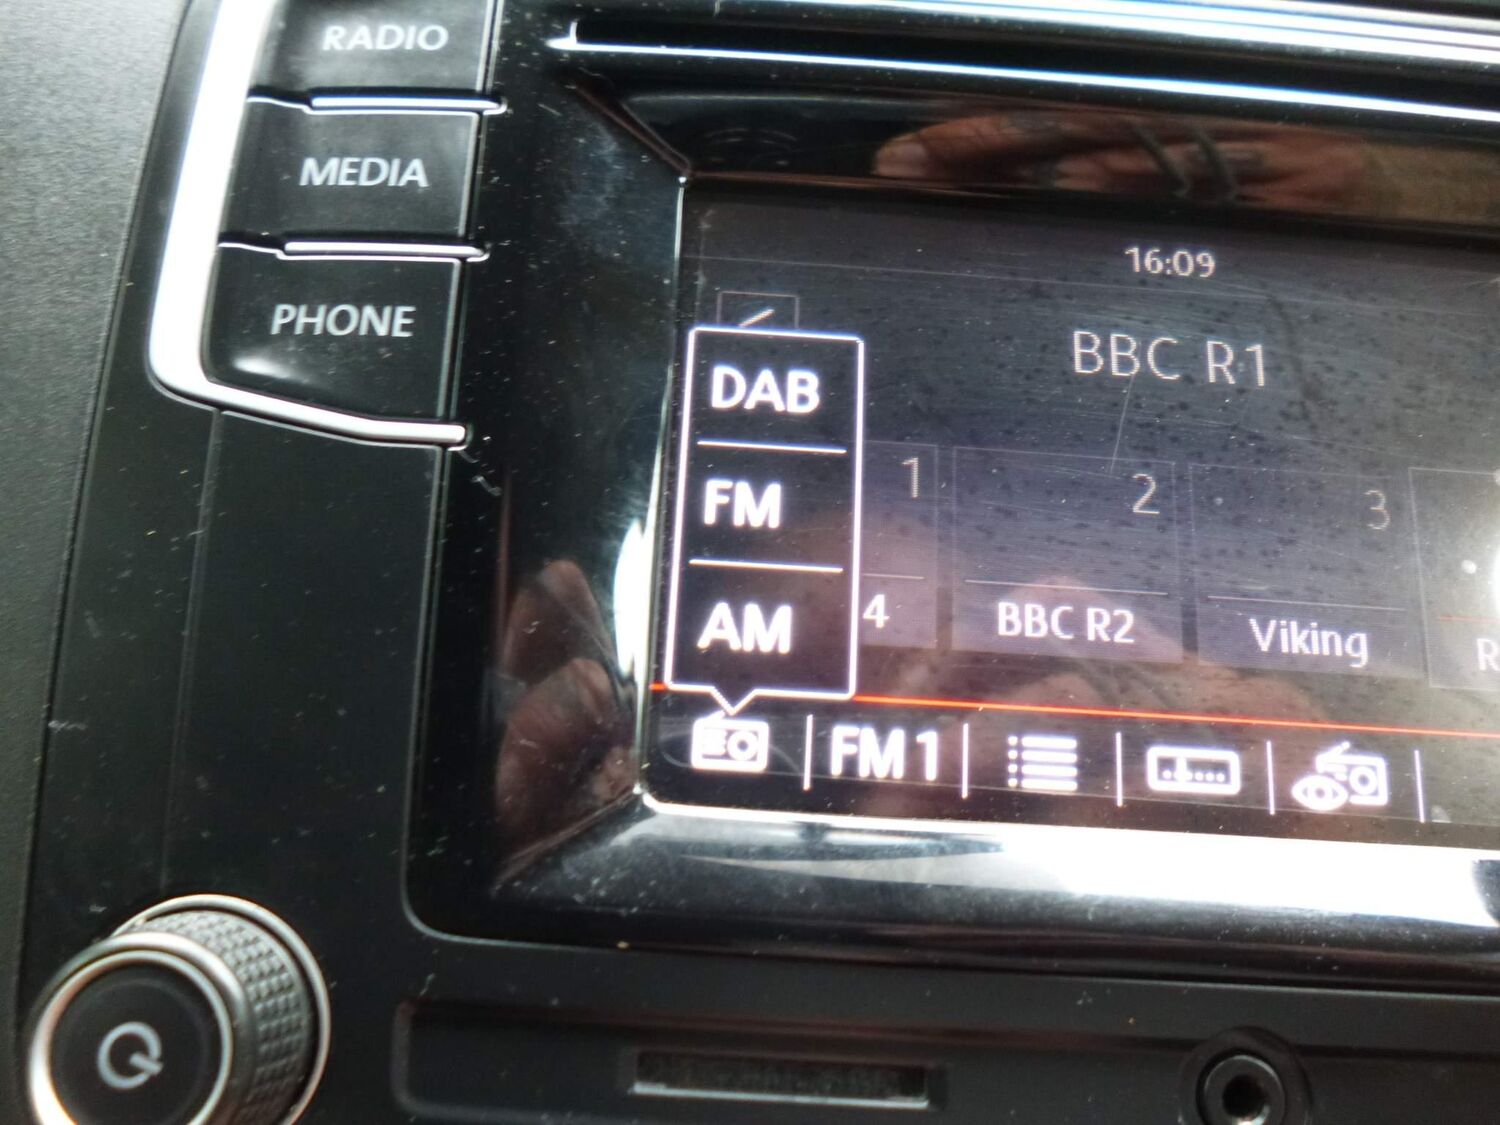 RADIO
MEDIA
PHONE
16:09
BBC R1
DAB
FM
AM
1
2
3
4
BBC R2
Viking
R
FM 1